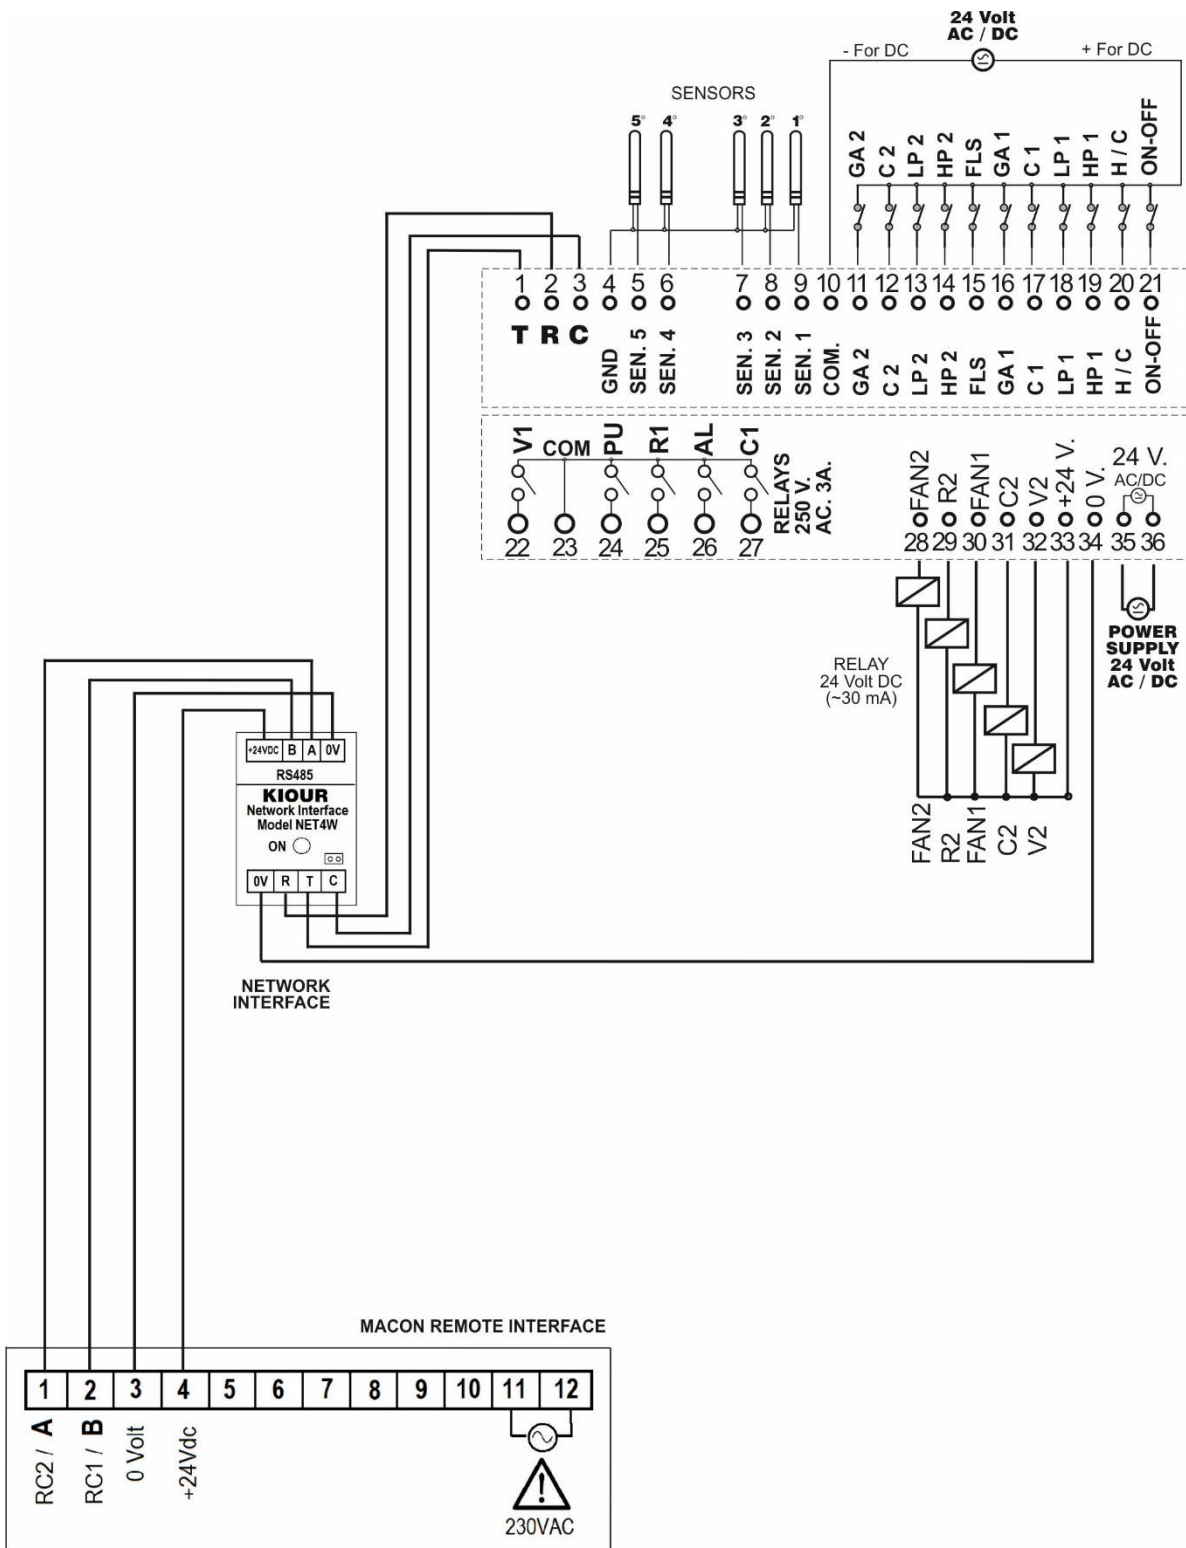 24 Volt
AC / DC
- For DC
+ For DC
SENSORS
5° 4° 3° 2° 1°
GA 2 C 2 LP 2 HP 2 FLS GA 1 C 1 LP 1 HP 1 H / C ON-OFF
1 2 3 4 5 6 7 8 9 10 11 12 13 14 15 16 17 18 19 20 21
T R C GND SEN. 5 SEN. 4 SEN. 3 SEN. 2 SEN. 1 COM. GA 2 C 2 LP 2 HP 2 FLS GA 1 C 1 LP 1 HP 1 H / C ON-OFF
V1 COM PU R1 AL C1
RELAYS
250 V.
AC. 3A.
22 23 24 25 26 27
FAN2 R2 FAN1 C2 V2 +24 V. 0 V.
24 V.
AC/DC
28 29 30 31 32 33 34 35 36
POWER
SUPPLY
24 Volt
AC / DC
RELAY
24 Volt DC
(~30 mA)
FAN2 R2 FAN1 C2 V2
+24VDC B A 0V
RS485
KIOUR
Network Interface
Model NET4W
ON
0V R T C
NETWORK
INTERFACE
MACON REMOTE INTERFACE
1 2 3 4 5 6 7 8 9 10 11 12
RC2 / A
RC1 / B
0 Volt
+24Vdc
230VAC